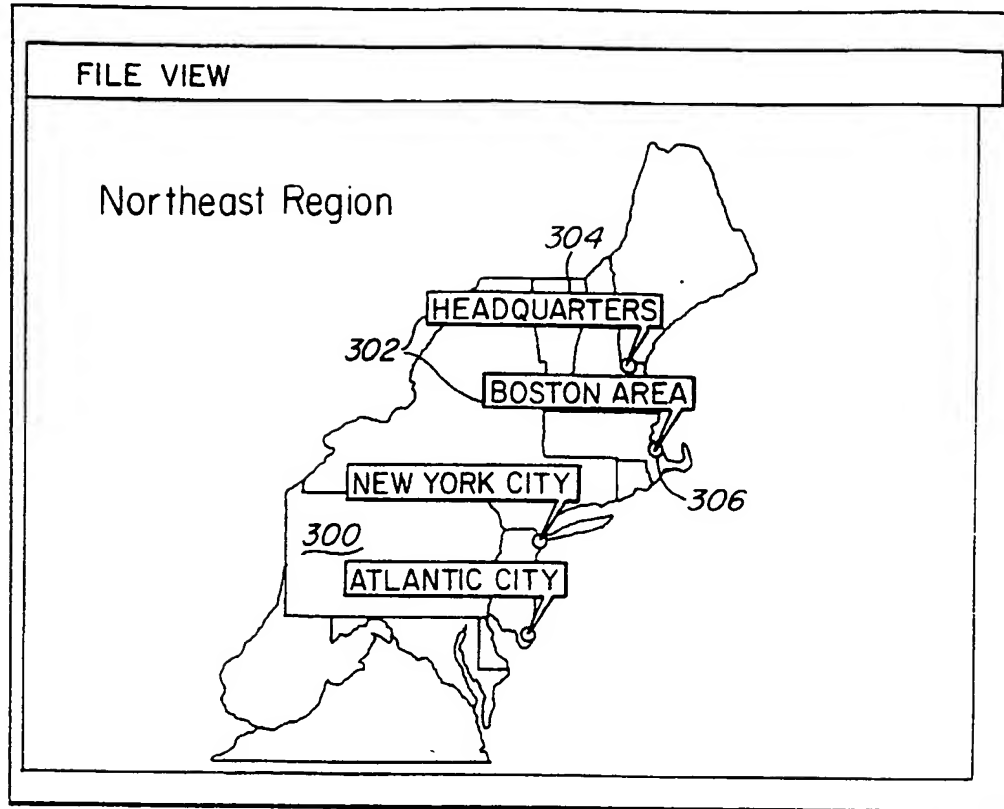 FILE VIEW
Northeast Region
304
HEADQUARTERS
302
BOSTON AREA
NEW YORK CITY
306
300
ATLANTIC CITY